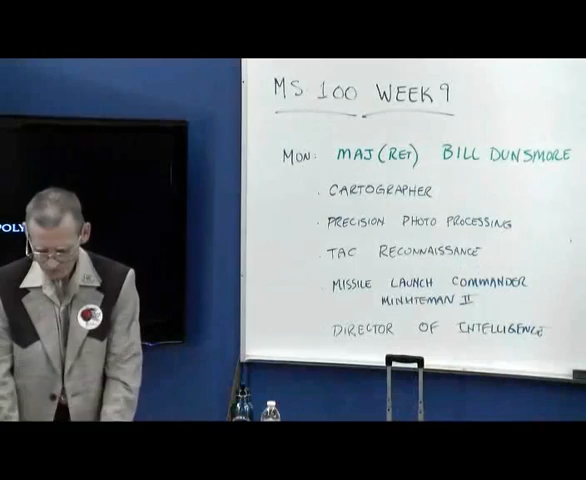 MS 100 WEEK 9
MON: MAJ (RET) BILL DUNSMORE
. CARTOGRAPHER
. PRECISION PHOTO PROCESSING
. TAC RECONNAISSANCE
. MISSILE LAUNCH COMMANDER
MINUTEMAN II
. DIRECTOR OF INTELLIGENCE
POLY